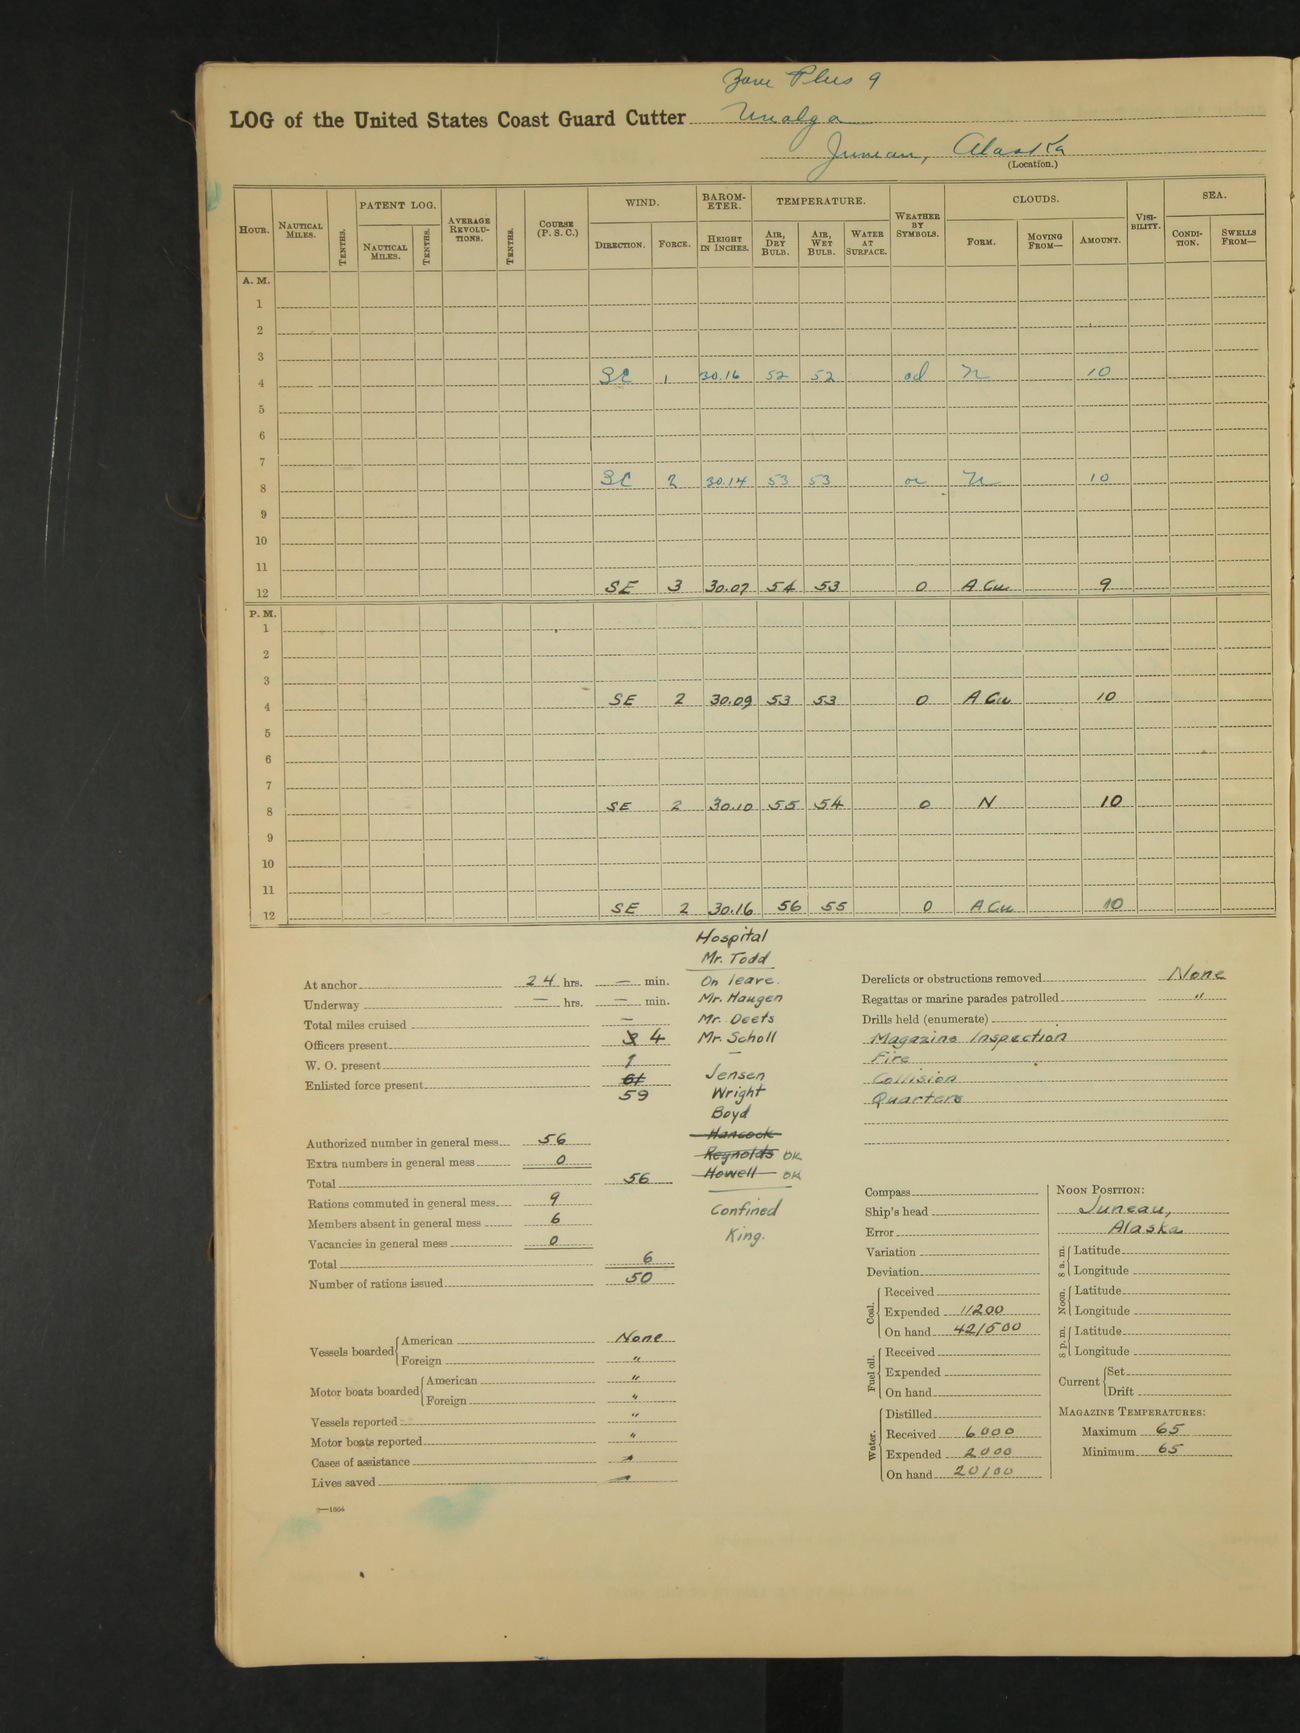 Zone Plus 9
LOG of the United States Coast Guard Cutter Unalga
Juneau, Alaska
(Location.)
HOUR. NAUTICAL MILES. TENTHS. PATENT LOG. NAUTICAL MILES. TENTHS. AVERAGE REVOLUTIONS. TENTHS. COURSE (P. S. C.) WIND. DIRECTION. FORCE. BAROMETER. HEIGHT IN INCHES. TEMPERATURE. AIR, DRY BULB. AIR, WET BULB. WATER AT SURFACE. WEATHER BY SYMBOLS. CLOUDS. FORM. MOVING FROM— AMOUNT. VISIBILITY. SEA. CONDITION. SWELLS FROM—
A. M.
1
2
3
4 SE 1 30.16 52 52 od N 10
5
6
7
8 SE 2 30.14 53 53 or N 10
9
10
11
12 SE 3 30.07 54 53 0 A Cu 9
P. M.
1
2
3
4 SE 2 30.09 53 53 0 A Cu 10
5
6
7
8 SE 2 30.10 55 54 0 N 10
9
10
11
12 SE 2 30.16 56 55 0 A Cu 10
At anchor 24 hrs. — min.
Underway — hrs. — min.
Total miles cruised —
Officers present 3 4
W. O. present 1
Enlisted force present 61
59
Authorized number in general mess 56
Extra numbers in general mess 0
Total 56
Rations commuted in general mess 9
Members absent in general mess 6
Vacancies in general mess 0
Total 6
Number of rations issued 50
Vessels boarded American None
Foreign "
Motor boats boarded American "
Foreign "
Vessels reported "
Motor boats reported "
Cases of assistance "
Lives saved "
9—1664
Hospital
Mr. Todd
On leave.
Mr. Haugen
Mr. Deets
Mr. Scholl
—
Jensen
Wright
Boyd
Hancock
Reynolds OK
Howell OK
Confined
King.
Derelicts or obstructions removed None
Regattas or marine parades patrolled "
Drills held (enumerate)
Magazine Inspection
Fire
Collision
Quarters
Compass
Ship's head
Error
Variation
Deviation
Coal. Received
Expended 11200
On hand 421500
Fuel oil. Received
Expended
On hand
Water. Distilled
Received 6000
Expended 2000
On hand 20100
NOON POSITION:
Juneau,
Alaska
8 a. m. Latitude
Longitude
Noon. Latitude
Longitude
8 p. m. Latitude
Longitude
Current Set
Drift
MAGAZINE TEMPERATURES:
Maximum 65
Minimum 65